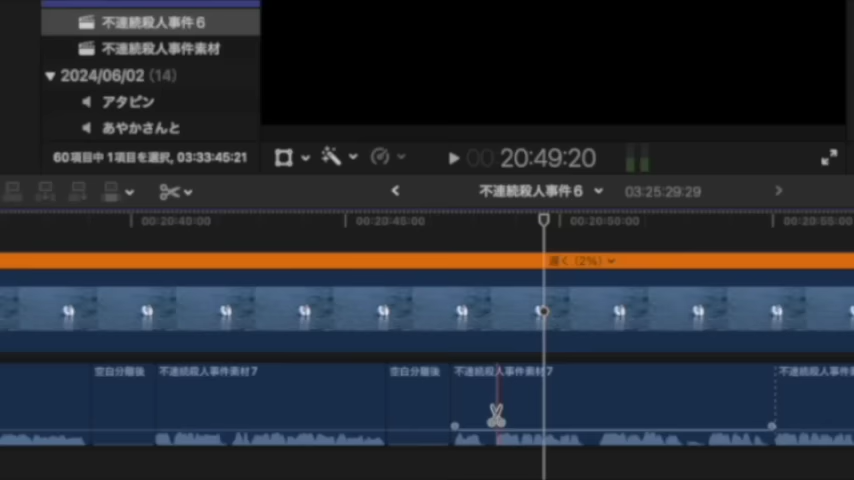 不連続殺人事件6
不連続殺人事件素材
2024/06/02 (14)
アタビン
あやかさんと
60項目中 1項目を選択, 03:33:45:21
00 20:49:20
不連続殺人事件6 03:25:29:29
00:20:40:00 00:20:45:00 00:20:50:00 00:20:55:00
遅く (2%)
空白分離後 不連続殺人事件素材7 空白分離後 不連続殺人事件素材7 不連続殺人事件